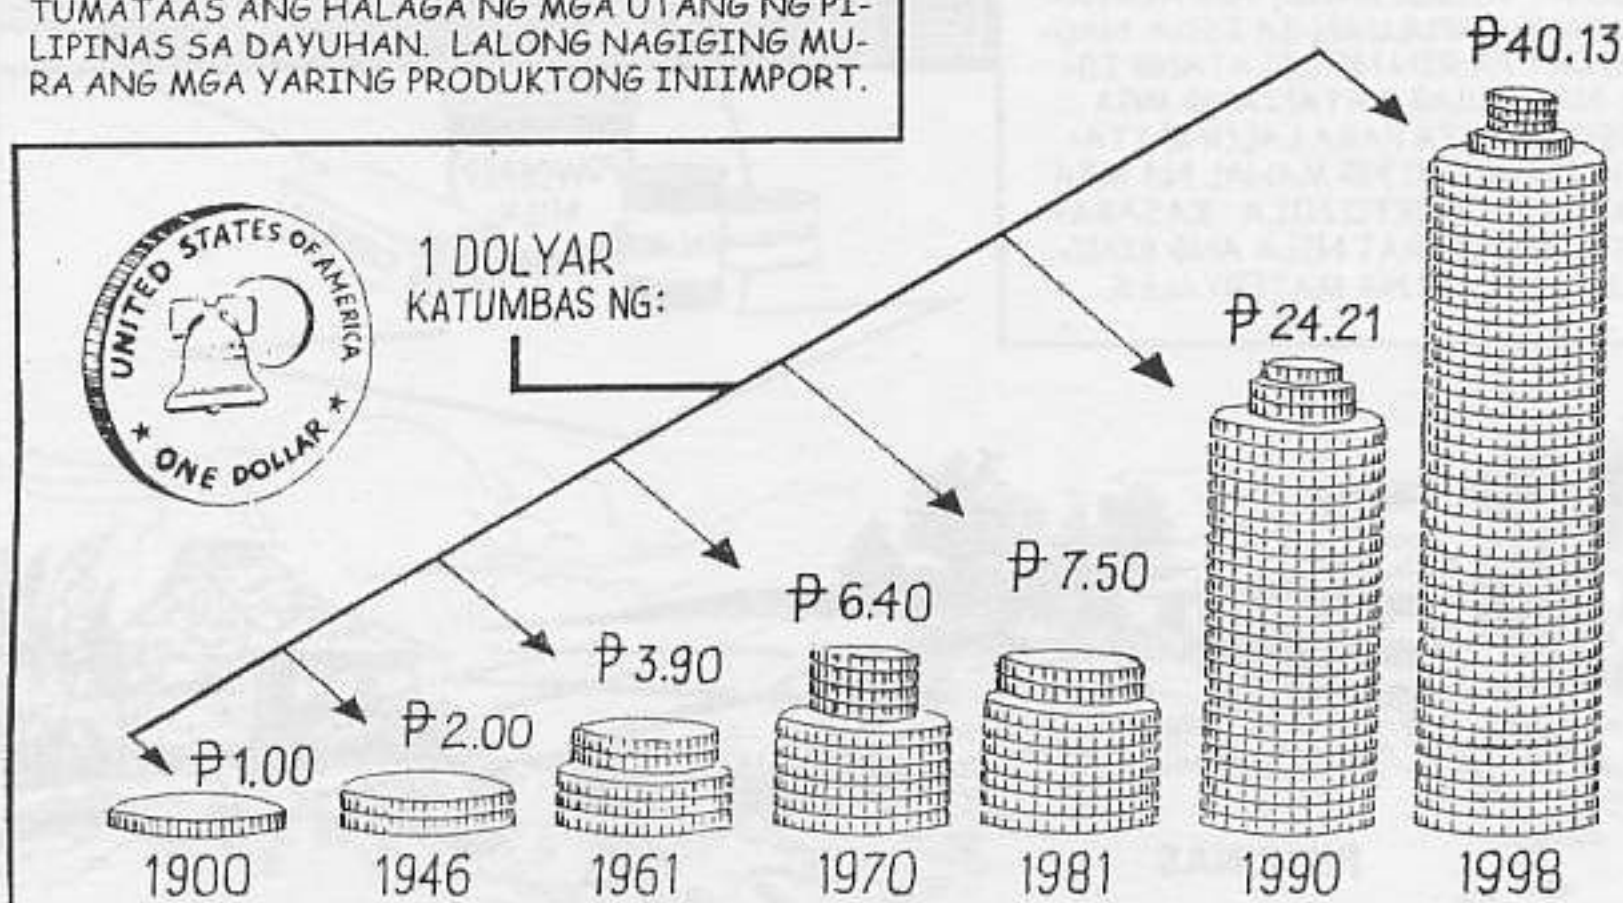 TUMATAAS ANG HALAGA NG MGA UTANG NG PI-
LIPINAS SA DAYUHAN. LALONG NAGIGING MU-
RA ANG MGA YARING PRODUKTONG INIIMPORT.
UNITED STATES OF AMERICA
★ ONE DOLLAR ★
1 DOLYAR
KATUMBAS NG:
₱1.00
₱2.00
₱3.90
₱6.40
₱7.50
₱24.21
₱40.13
1900
1946
1961
1970
1981
1990
1998